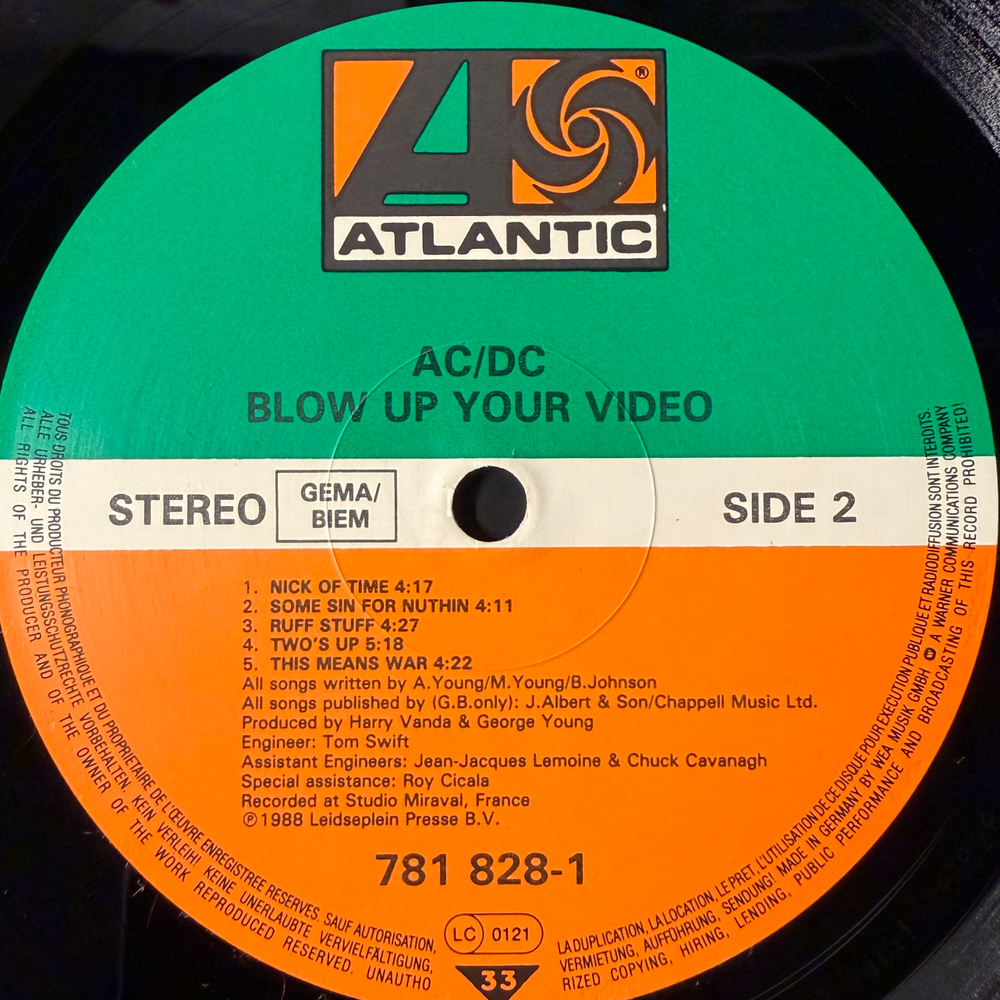 ®
ATLANTIC
AC/DC
BLOW UP YOUR VIDEO
STEREO
GEMA/
BIEM
SIDE 2
1. NICK OF TIME 4:17
2. SOME SIN FOR NUTHIN 4:11
3. RUFF STUFF 4:27
4. TWO'S UP 5:18
5. THIS MEANS WAR 4:22
All songs written by A.Young/M.Young/B.Johnson
All songs published by (G.B.only): J.Albert & Son/Chappell Music Ltd.
Produced by Harry Vanda & George Young
Engineer: Tom Swift
Assistant Engineers: Jean-Jacques Lemoine & Chuck Cavanagh
Special assistance: Roy Cicala
Recorded at Studio Miraval, France
℗1988 Leidseplein Presse B.V.
781 828-1
LC 0121
33
TOUS DROITS DU PRODUCTEUR PHONOGRAPHIQUE ET DU PROPRIETAIRE DE L'ŒUVRE ENREGISTREE RESERVES. SAUF AUTORISATION, LA DUPLICATION, LA LOCATION, LE PRET, L'UTILISATION DE CE DISQUE POUR EXECUTION PUBLIQUE ET RADIODIFFUSION SONT INTERDITS.
ALLE URHEBER- UND LEISTUNGSSCHUTZRECHTE VORBEHALTEN. KEIN VERLEIH! KEINE UNERLAUBTE VERVIELFÄLTIGUNG, VERMIETUNG, AUFFÜHRUNG, SENDUNG! MADE IN GERMANY BY WEA MUSIK GMBH A WARNER COMMUNICATIONS COMPANY
ALL RIGHTS OF THE PRODUCER AND OF THE OWNER OF THE WORK REPRODUCED RESERVED. UNAUTHORIZED COPYING, HIRING, LENDING, PUBLIC PERFORMANCE AND BROADCASTING OF THIS RECORD PROHIBITED!